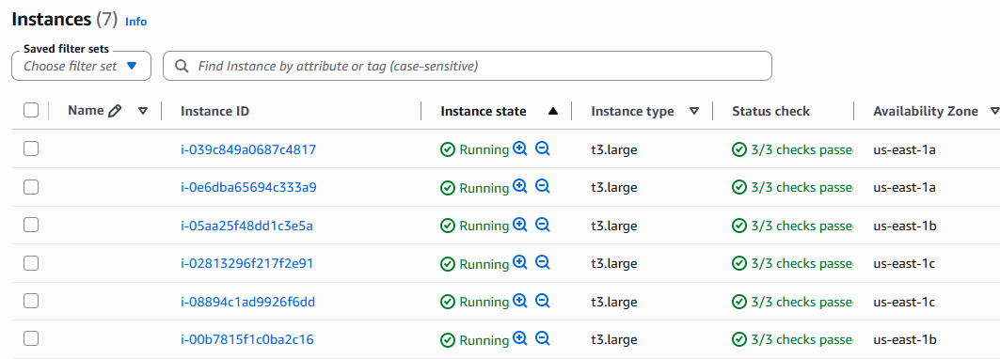 Instances (7) Info
Saved filter sets
Choose filter set Find Instance by attribute or tag (case-sensitive)
Name Instance ID Instance state Instance type Status check Availability Zone
i-039c849a0687c4817 Running t3.large 3/3 checks passe us-east-1a
i-0e6dba65694c333a9 Running t3.large 3/3 checks passe us-east-1a
i-05aa25f48dd1c3e5a Running t3.large 3/3 checks passe us-east-1b
i-02813296f217f2e91 Running t3.large 3/3 checks passe us-east-1c
i-08894c1ad9926f6dd Running t3.large 3/3 checks passe us-east-1c
i-00b7815f1c0ba2c16 Running t3.large 3/3 checks passe us-east-1b